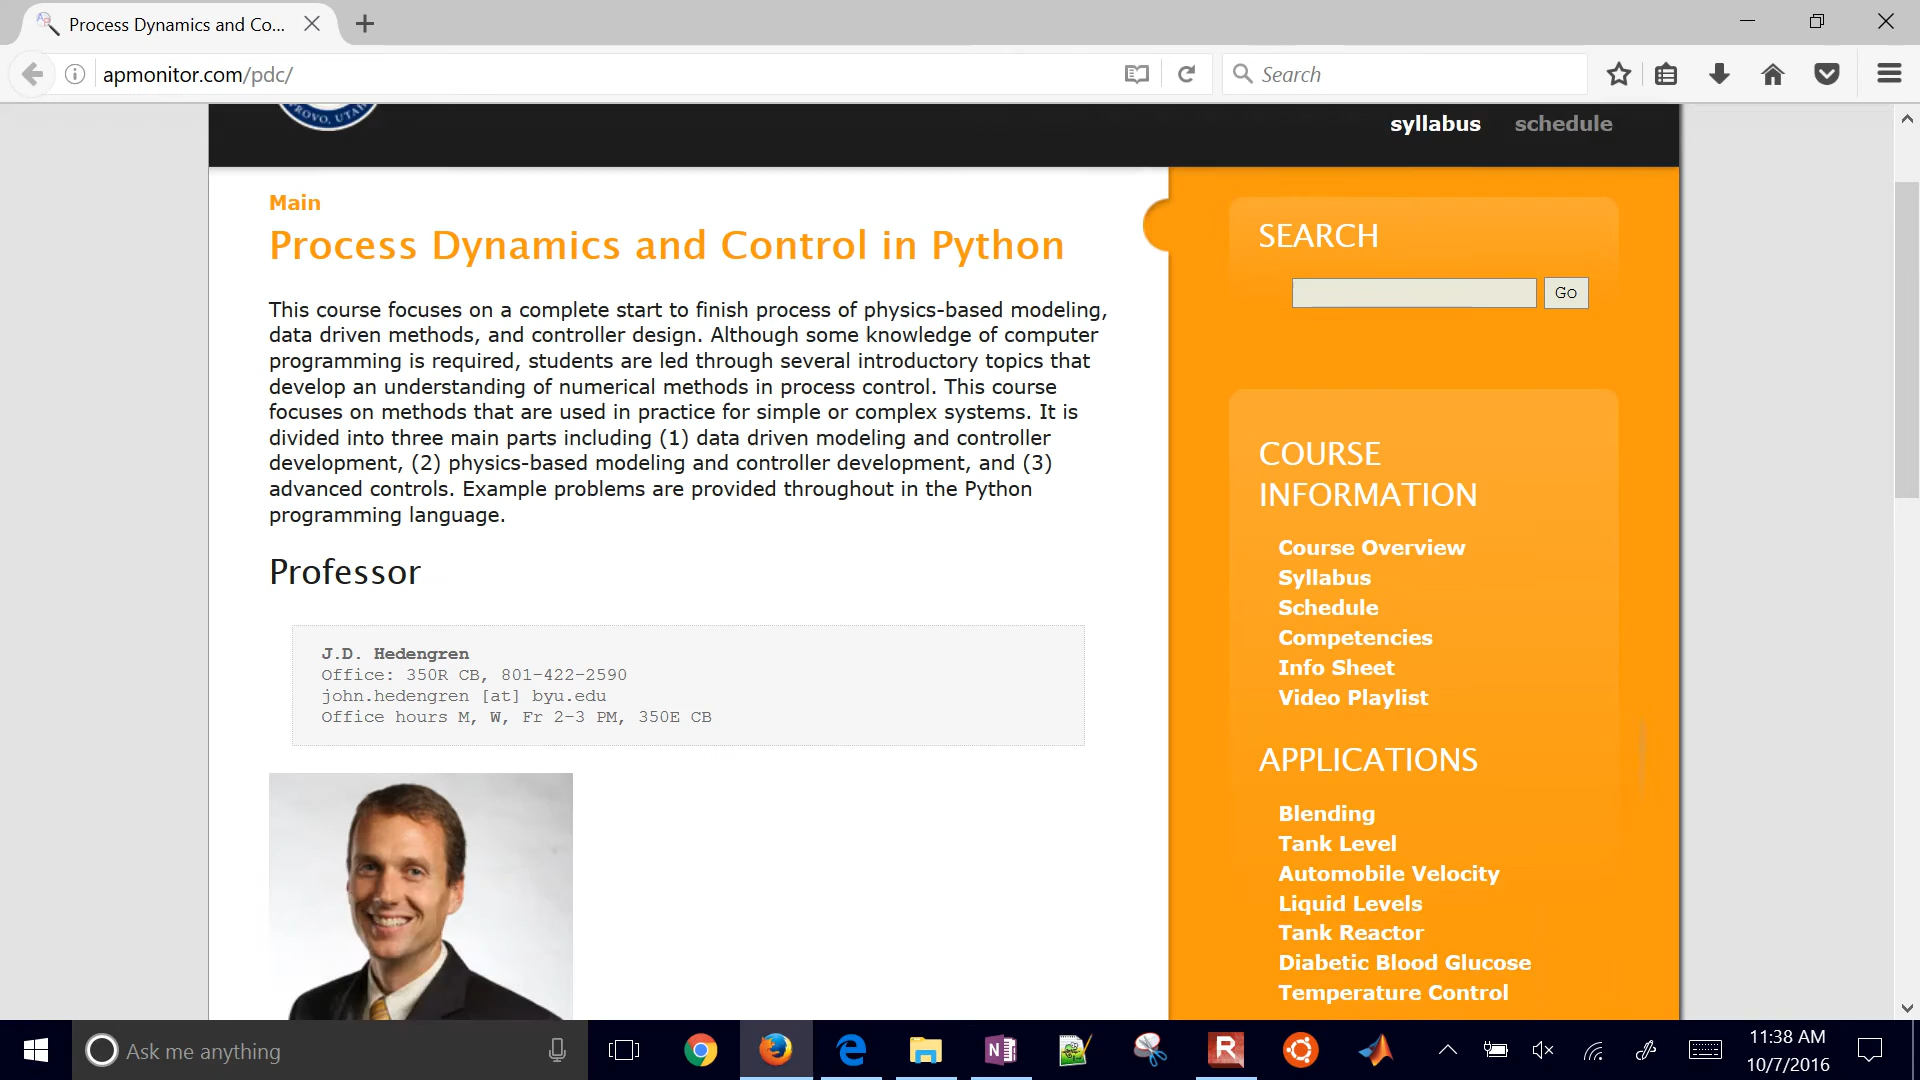 Process Dynamics and Co...
apmonitor.com/pdc/
Search
PROVO, UTAH
syllabus schedule
Main
Process Dynamics and Control in Python
This course focuses on a complete start to finish process of physics-based modeling,
data driven methods, and controller design. Although some knowledge of computer
programming is required, students are led through several introductory topics that
develop an understanding of numerical methods in process control. This course
focuses on methods that are used in practice for simple or complex systems. It is
divided into three main parts including (1) data driven modeling and controller
development, (2) physics-based modeling and controller development, and (3)
advanced controls. Example problems are provided throughout in the Python
programming language.
Professor
J.D. Hedengren
Office: 350R CB, 801-422-2590
john.hedengren [at] byu.edu
Office hours M, W, Fr 2-3 PM, 350E CB
SEARCH
Go
COURSE
INFORMATION
Course Overview
Syllabus
Schedule
Competencies
Info Sheet
Video Playlist
APPLICATIONS
Blending
Tank Level
Automobile Velocity
Liquid Levels
Tank Reactor
Diabetic Blood Glucose
Temperature Control
Ask me anything
N
R
11:38 AM
10/7/2016